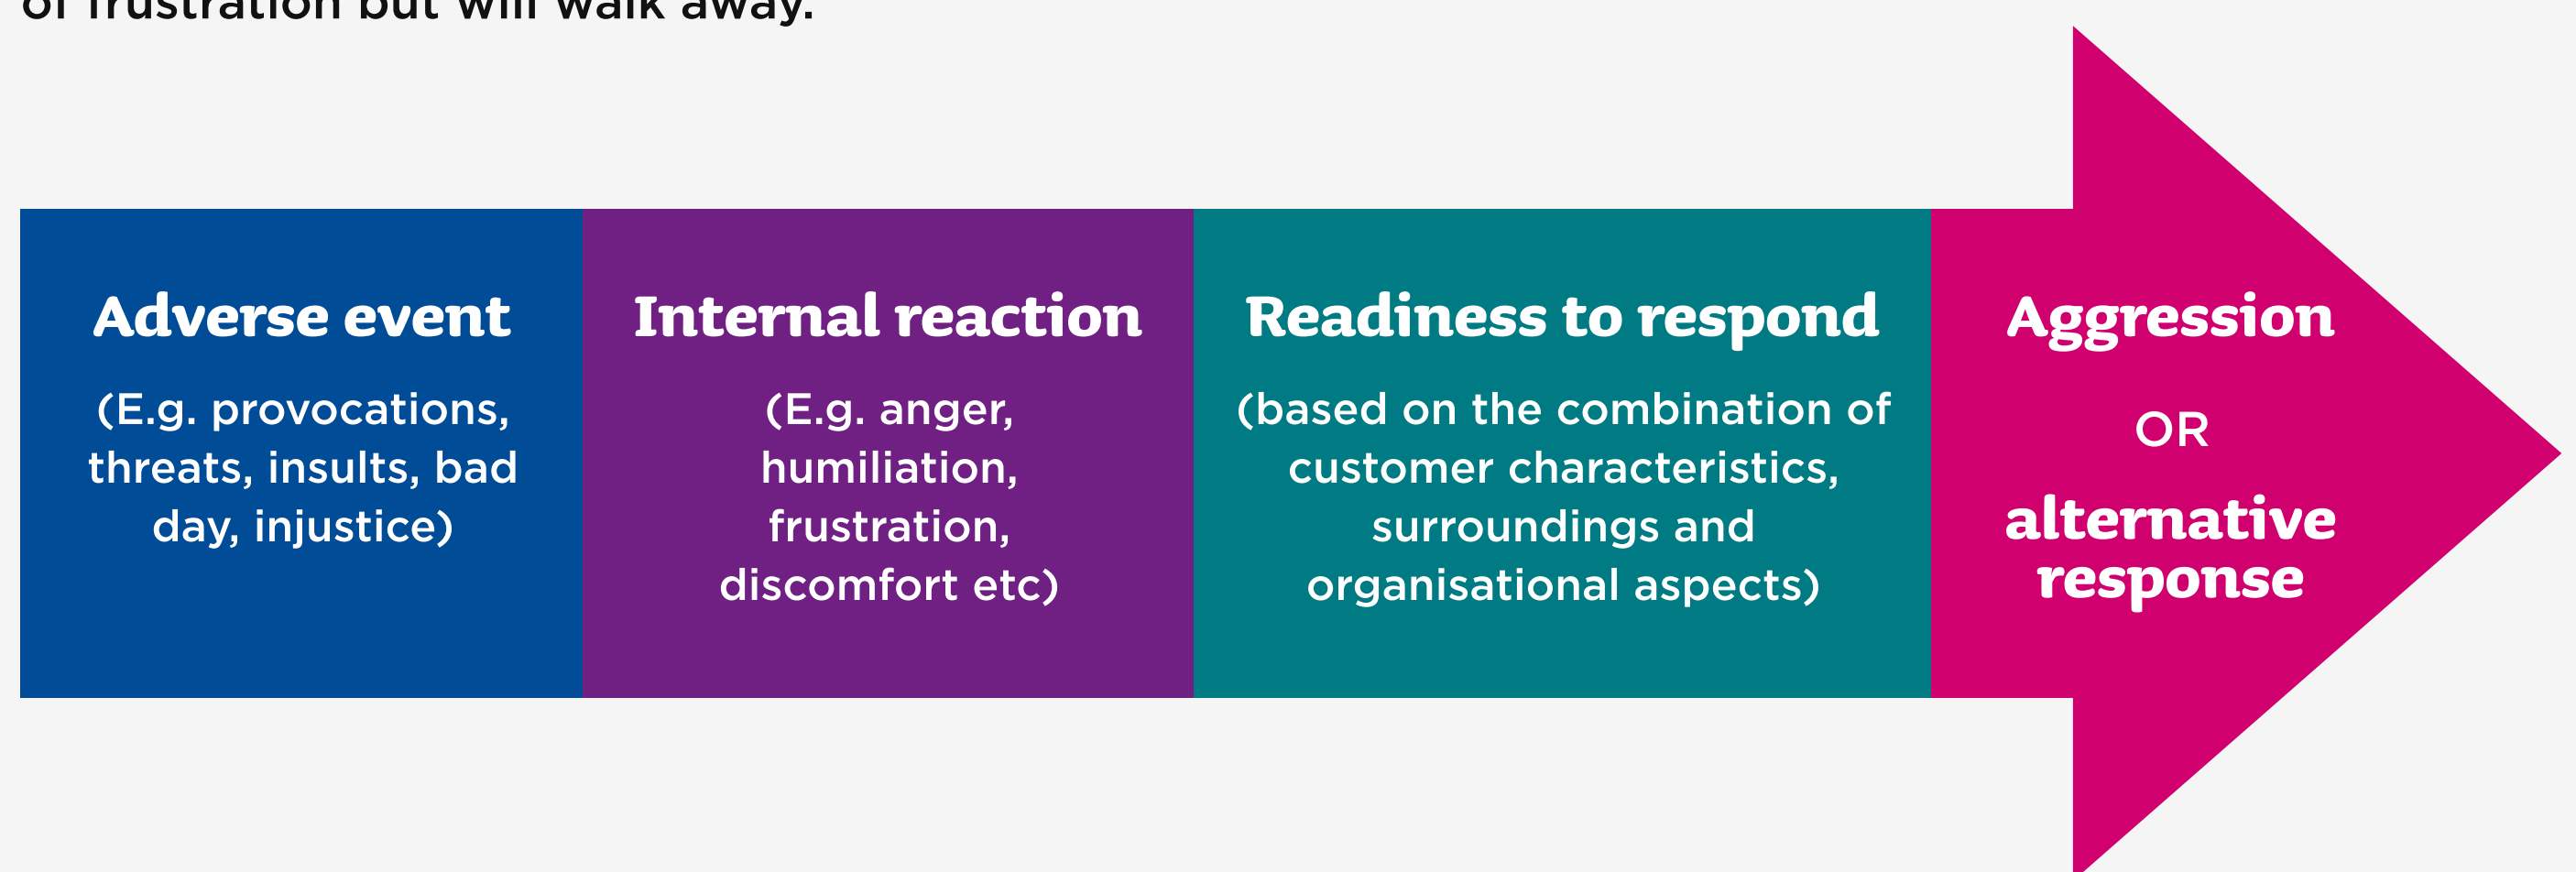 of frustration but will walk away.
Adverse event
(E.g. provocations,
threats, insults, bad
day, injustice)
Internal reaction
(E.g. anger,
humiliation,
frustration,
discomfort etc)
Readiness to respond
(based on the combination of
customer characteristics,
surroundings and
organisational aspects)
Aggression
OR
alternative
response